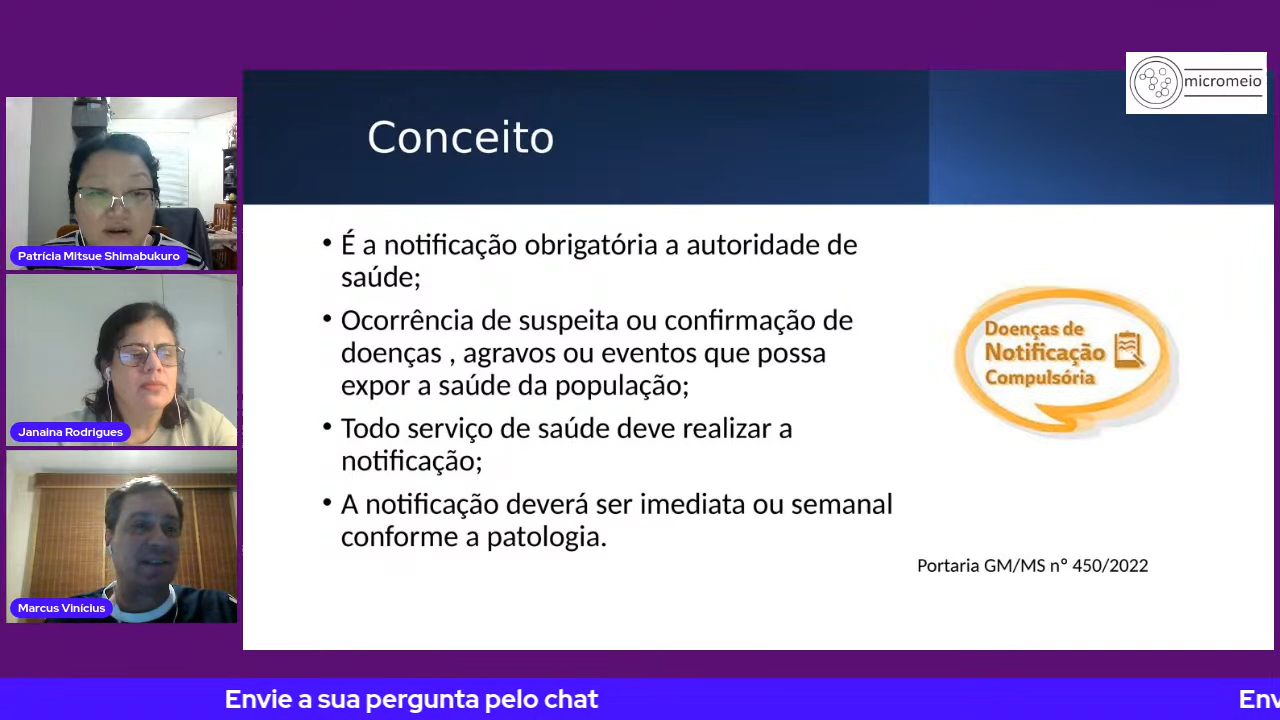 micromeio
Conceito
Patrícia Mitsue Shimabukuro
Janaina Rodrigues
Marcus Vinícius
• É a notificação obrigatória a autoridade de
saúde;
• Ocorrência de suspeita ou confirmação de
doenças , agravos ou eventos que possa
expor a saúde da população;
• Todo serviço de saúde deve realizar a
notificação;
• A notificação deverá ser imediata ou semanal
conforme a patologia.
Doenças de
Notificação
Compulsória
Portaria GM/MS nº 450/2022
Envie a sua pergunta pelo chat
Env